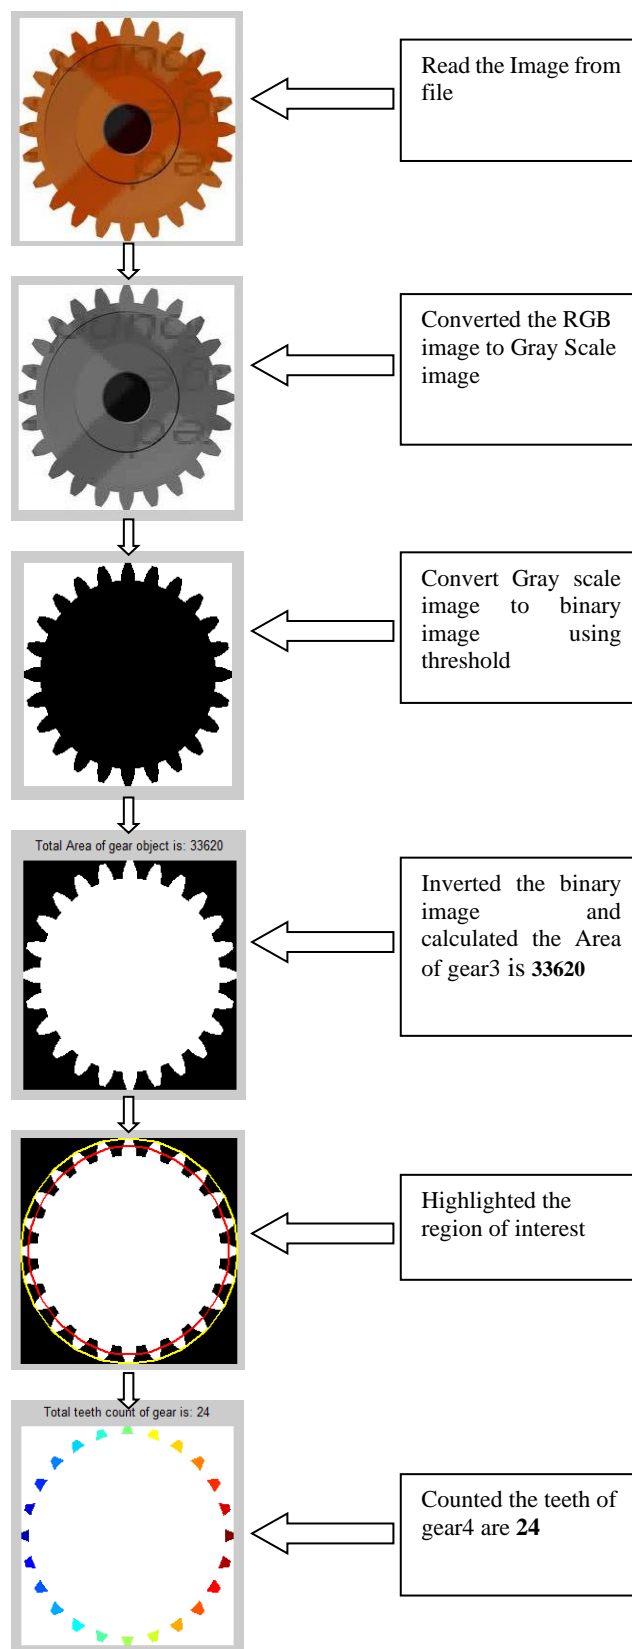 Read the Image from
file
Converted the RGB
image to Gray Scale
image
Convert Gray scale
image to binary
image using
threshold
Total Area of gear object is: 33620
Inverted the binary
image and
calculated the Area
of gear3 is 33620
Highlighted the
region of interest
Total teeth count of gear is: 24
Counted the teeth of
gear4 are 24